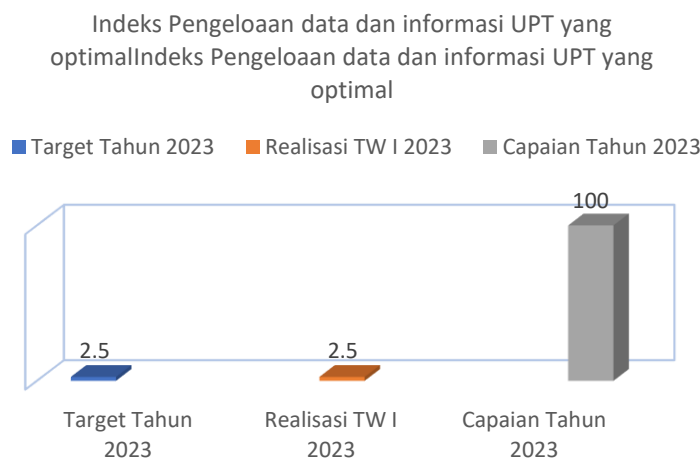 Indeks Pengeloaan data dan informasi UPT yang
optimalIndeks Pengeloaan data dan informasi UPT yang
optimal
Target Tahun 2023 Realisasi TW I 2023 Capaian Tahun 2023
100
2.5 2.5
Target Tahun
2023
Realisasi TW I
2023
Capaian Tahun
2023